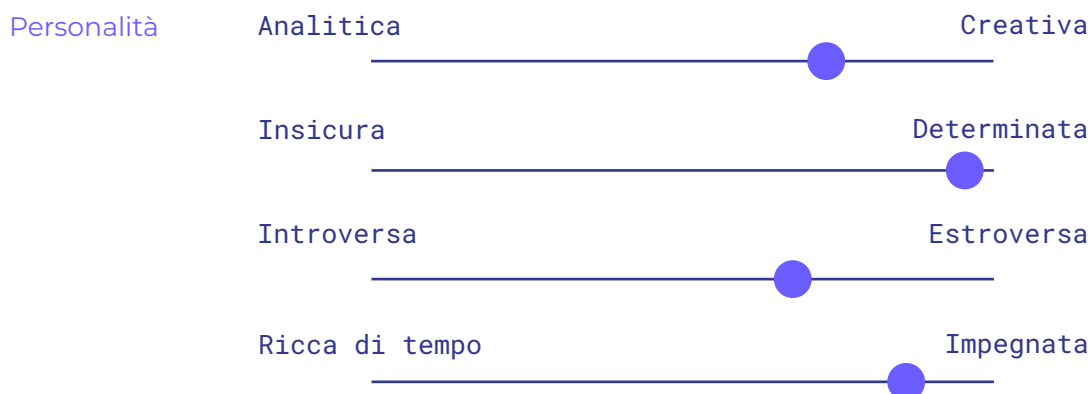 Personalità
Analitica Creativa
Insicura Determinata
Introversa Estroversa
Ricca di tempo Impegnata